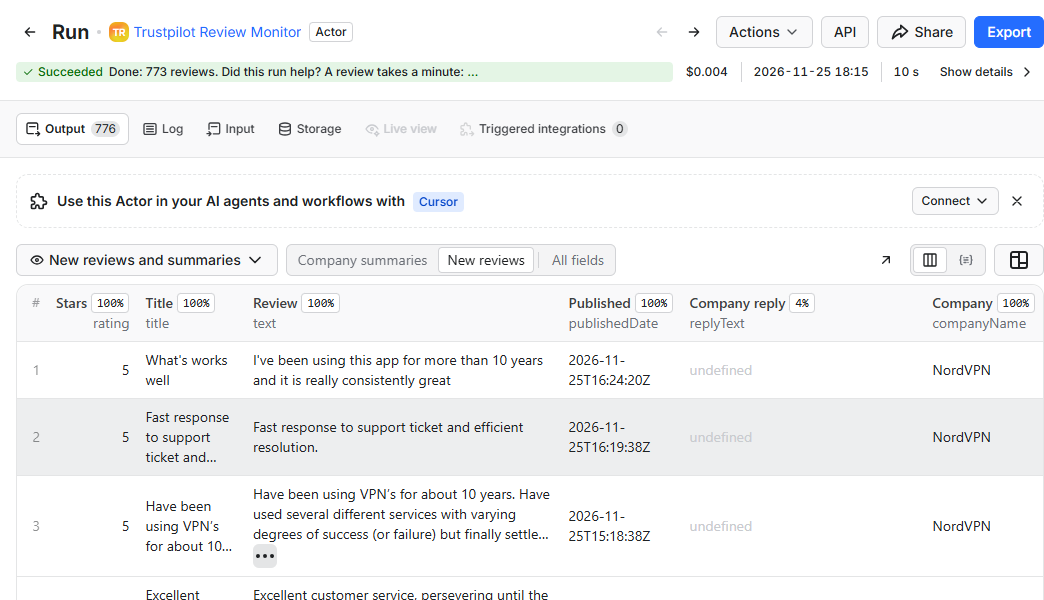 Run TR Trustpilot Review Monitor Actor Actions API Share Export
Succeeded Done: 773 reviews. Did this run help? A review takes a minute: ... $0.004 2026-11-25 18:15 10 s Show details
Output 776 Log Input Storage Live view Triggered integrations 0
Use this Actor in your AI agents and workflows with Cursor Connect
New reviews and summaries Company summaries New reviews All fields
# Stars 100% Title 100% Review 100% Published 100% Company reply 4% Company 100%
rating title text publishedDate replyText companyName
1 5 What's works well I've been using this app for more than 10 years and it is really consistently great 2026-11-25T16:24:20Z undefined NordVPN
2 5 Fast response to support ticket and... Fast response to support ticket and efficient resolution. 2026-11-25T16:19:38Z undefined NordVPN
3 5 Have been using VPN's for about 10... Have been using VPN's for about 10 years. Have used several different services with varying degrees of success (or failure) but finally settle... 2026-11-25T15:18:38Z undefined NordVPN
Excellent Excellent customer service, persevering until the